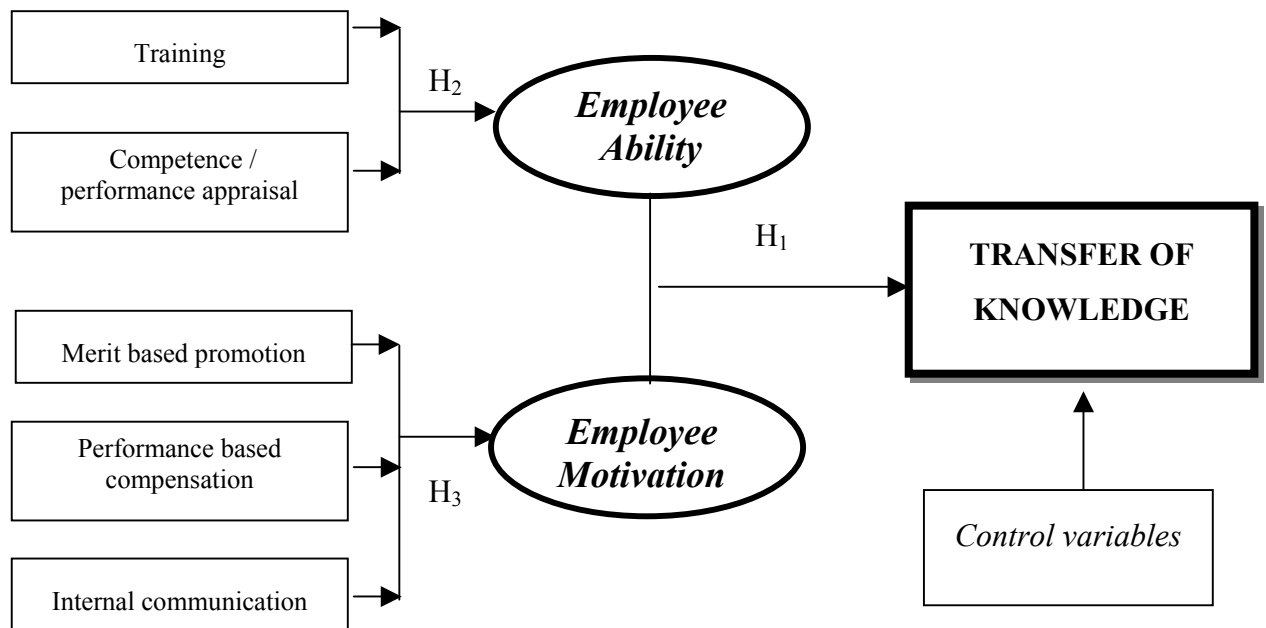 Training
Competence /
performance appraisal
H₂
Employee
Ability
H₁
TRANSFER OF
KNOWLEDGE
Merit based promotion
Performance based
compensation
Internal communication
H₃
Employee
Motivation
Control variables